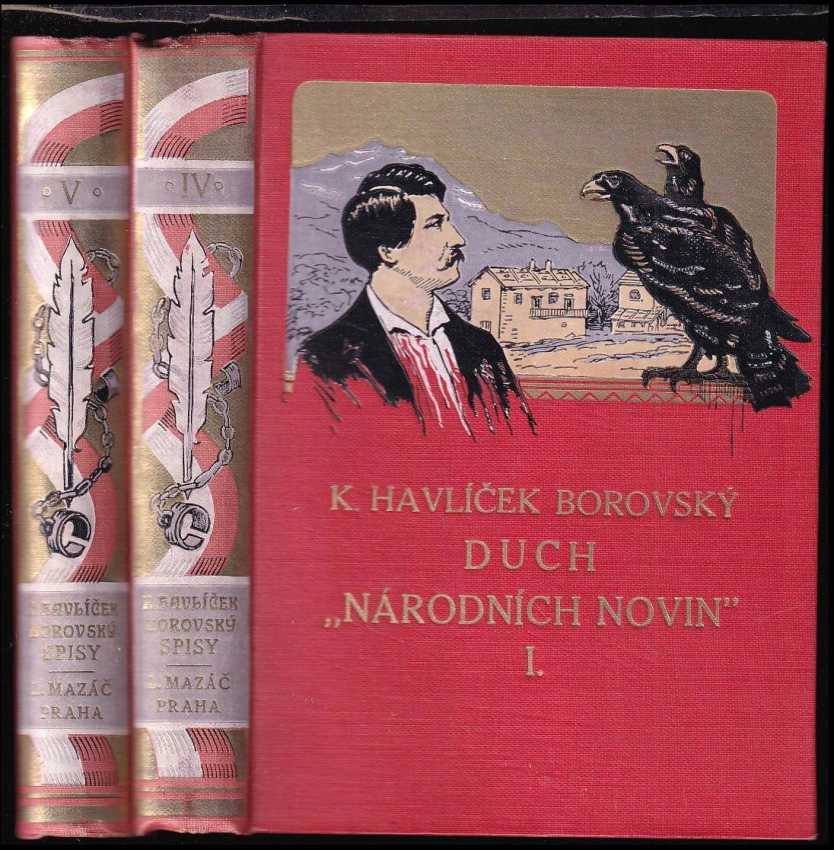 V
K. HAVLÍČEK
BOROVSKÝ
SPISY
L. MAZÁČ
PRAHA
IV
K. HAVLÍČEK
BOROVSKÝ
SPISY
L. MAZÁČ
PRAHA
K. HAVLÍČEK BOROVSKÝ
DUCH
„NÁRODNÍCH NOVIN”
I.